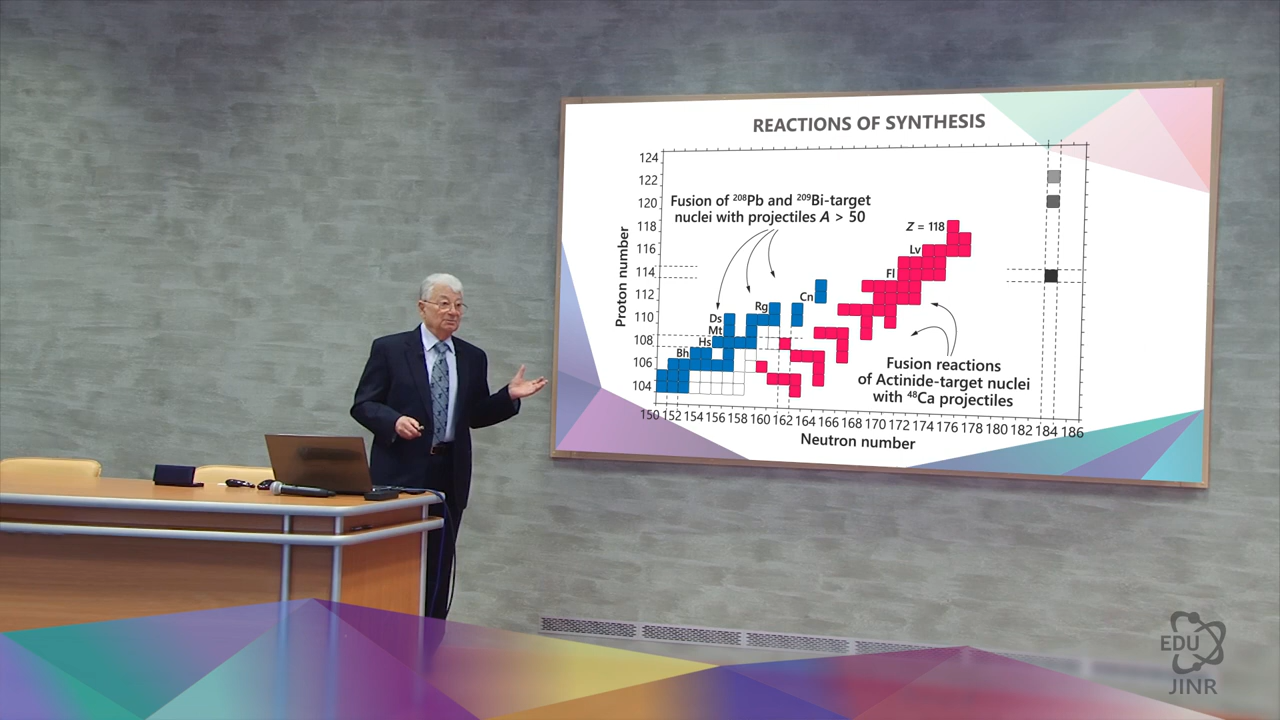 REACTIONS OF SYNTHESIS
124
122
120
118
116
114
112
110
108
106
104
Proton number
Fusion of ²⁰⁸Pb and ²⁰⁹Bi-target
nuclei with projectiles A > 50
Z = 118
Lv
Fl
Cn
Rg
Ds
Mt
Hs
Bh
Fusion reactions
of Actinide-target nuclei
with ⁴⁸Ca projectiles
150 152 154 156 158 160 162 164 166 168 170 172 174 176 178 180 182 184 186
Neutron number
EDU
JINR